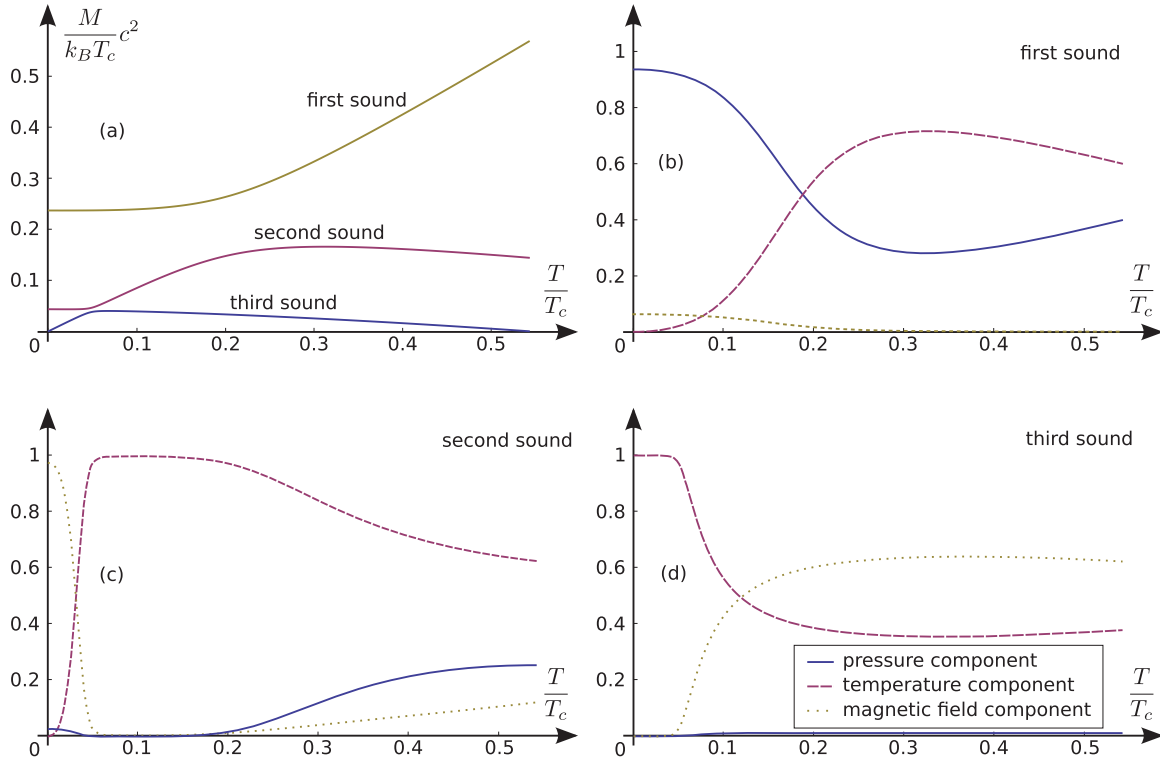 M
k_B T_c c^2
0.5
first sound
0.4
(a)
0.3
0.2
second sound
0.1
third sound
T
T_c
0
0.1
0.2
0.3
0.4
0.5
first sound
1
0.8
(b)
0.6
0.4
0.2
T
T_c
0
0.1
0.2
0.3
0.4
0.5
second sound
1
0.8
0.6
(c)
0.4
0.2
T
T_c
0
0.1
0.2
0.3
0.4
0.5
third sound
1
0.8
0.6
(d)
0.4
0.2
pressure component
temperature component
magnetic field component
T
T_c
0
0.1
0.2
0.3
0.4
0.5